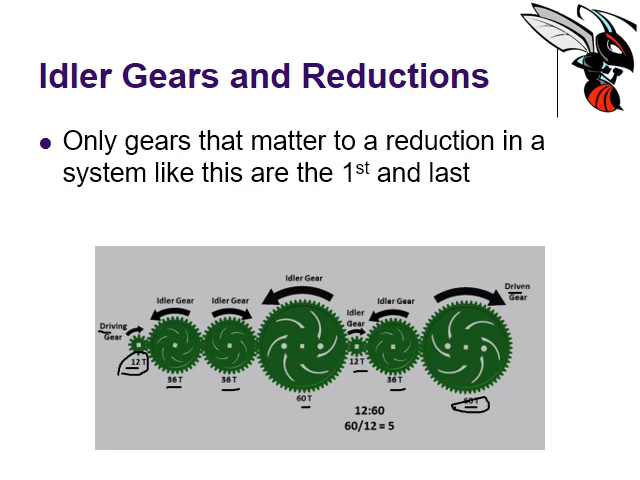 Idler Gears and Reductions
Only gears that matter to a reduction in a
system like this are the 1st and last
Idler Gear
Driven
Gear
Idler Gear
Idler Gear
Idler
Gear
Idler Gear
Driving
Gear
12 T
36 T
36 T
60 T
12 T
36 T
60 T
12:60
60/12 = 5